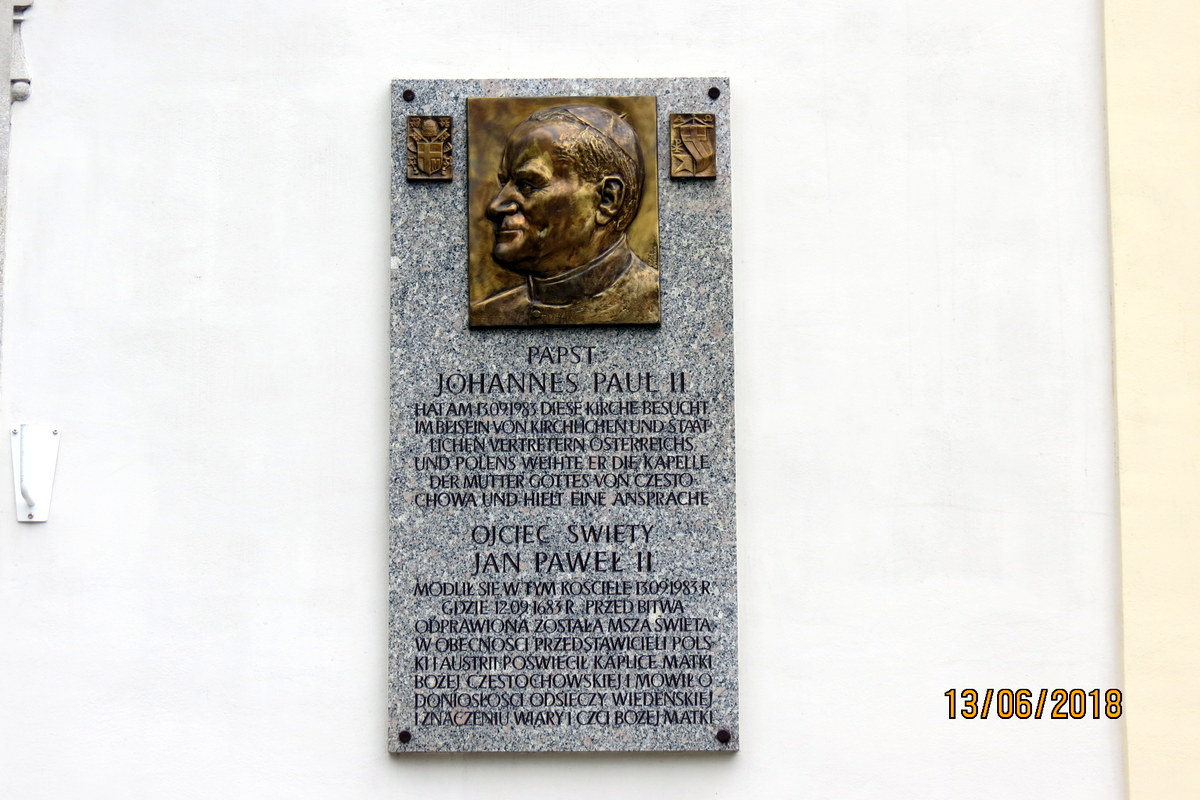 PAPST
JOHANNES PAUL II
HAT AM 13.09.1983 DIESE KIRCHE BESUCHT
IM BEISEIN VON KIRCHLICHEN UND STAAT
LICHEN VERTRETERN ÖSTERREICHS
UND POLENS WEIHTE ER DIE KAPELLE
DER MUTTER GOTTES VON CZESTO-
CHOWA UND HIELT EINE ANSPRACHE
OJCIEC ŚWIĘTY
JAN PAWEŁ II
MODLIŁ SIĘ W TYM KOŚCIELE 13.09.1983 R.
GDZIE 12.09.1683 R. PRZED BITWĄ
ODPRAWIONA ZOSTAŁA MSZA ŚWIĘTA.
W OBECNOŚCI PRZEDSTAWICIELI POLS
KI I AUSTRII POŚWIĘCIŁ KAPLICĘ MATKI
BOŻEJ CZĘSTOCHOWSKIEJ I MÓWIŁ O
DONIOSŁOŚCI ODSIECZY WIEDEŃSKIEJ
I ZNACZENIU WIARY I CZCI BOŻEJ MATKI
13/06/2018